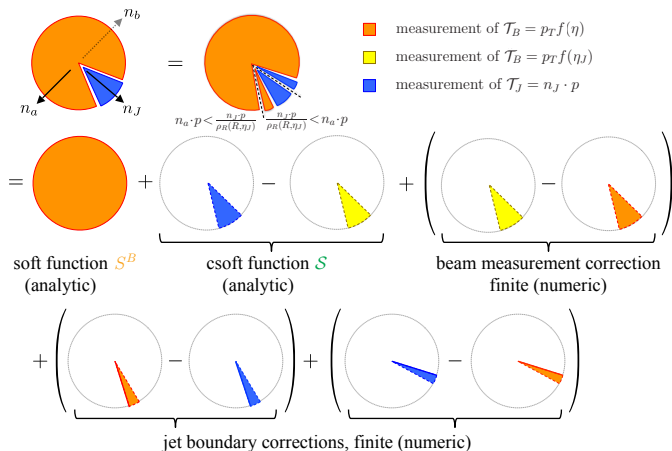 n_b
n_a
n_J
=
n_a·p < n_J·p / ρ_R(R,η_J)
n_J·p / ρ_R(R,η_J) < n_a·p
measurement of 𝒯_B = p_T f(η)
measurement of 𝒯_B = p_T f(η_J)
measurement of 𝒯_J = n_J · p
= + − + ( − )
soft function S^B
(analytic)
csoft function 𝒮
(analytic)
beam measurement correction
finite (numeric)
+ ( − ) + ( − )
jet boundary corrections, finite (numeric)